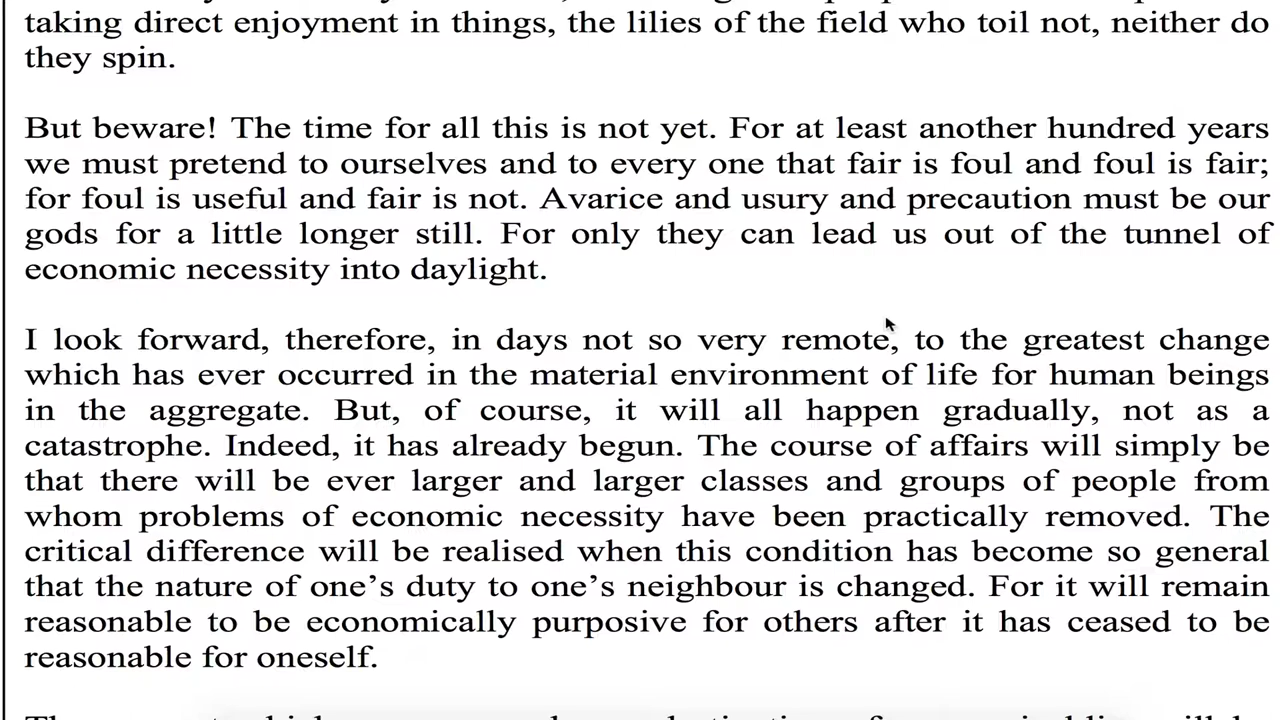 taking direct enjoyment in things, the lilies of the field who toil not, neither do
they spin.
But beware! The time for all this is not yet. For at least another hundred years
we must pretend to ourselves and to every one that fair is foul and foul is fair;
for foul is useful and fair is not. Avarice and usury and precaution must be our
gods for a little longer still. For only they can lead us out of the tunnel of
economic necessity into daylight.
I look forward, therefore, in days not so very remote, to the greatest change
which has ever occurred in the material environment of life for human beings
in the aggregate. But, of course, it will all happen gradually, not as a
catastrophe. Indeed, it has already begun. The course of affairs will simply be
that there will be ever larger and larger classes and groups of people from
whom problems of economic necessity have been practically removed. The
critical difference will be realised when this condition has become so general
that the nature of one’s duty to one’s neighbour is changed. For it will remain
reasonable to be economically purposive for others after it has ceased to be
reasonable for oneself.